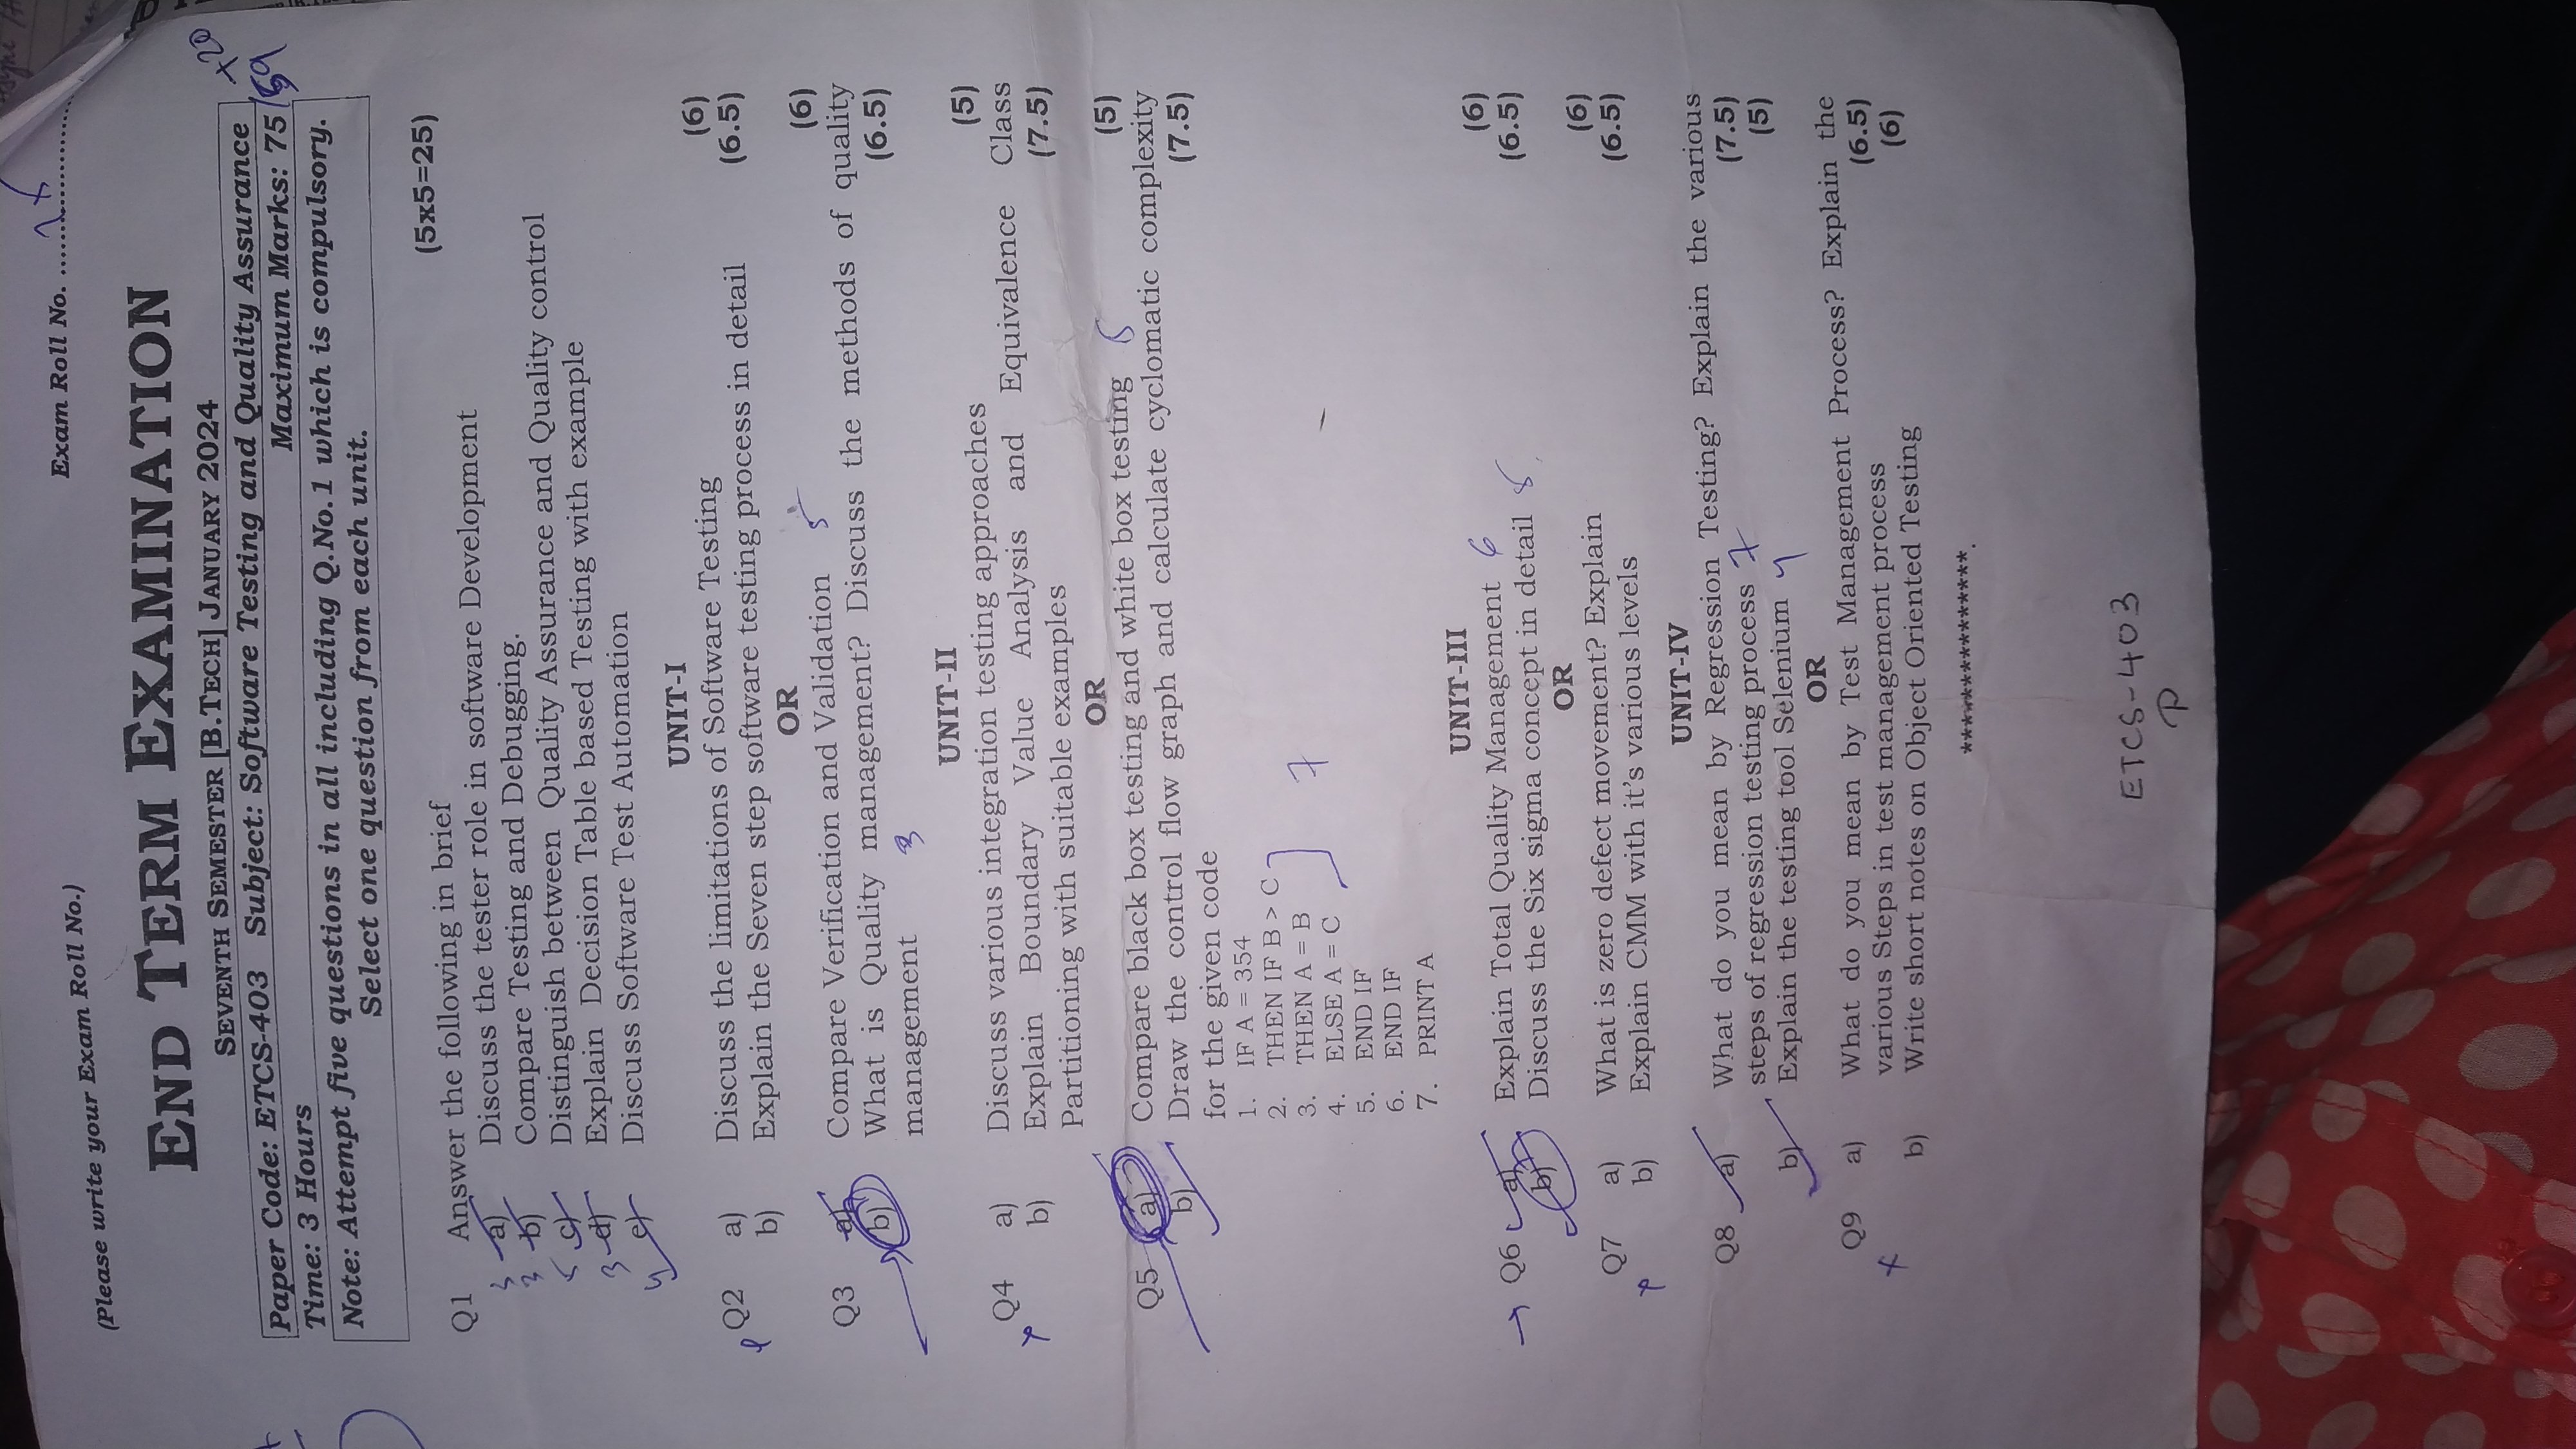 (Please write your Exam Roll No.) Exam Roll No. ........................
END TERM EXAMINATION
SEVENTH SEMESTER [B.TECH] JANUARY 2024
+20
Paper Code: ETCS-403 Subject: Software Testing and Quality Assurance
Time: 3 Hours Maximum Marks: 75 /59
Note: Attempt five questions in all including Q.No.1 which is compulsory.
Select one question from each unit.
Q1 Answer the following in brief (5x5=25)
3 a) Discuss the tester role in software Development
3 b) Compare Testing and Debugging.
5 c) Distinguish between Quality Assurance and Quality control
3 d) Explain Decision Table based Testing with example
4 e) Discuss Software Test Automation
UNIT-I
Q2 a) Discuss the limitations of Software Testing (6)
b) Explain the Seven step software testing process in detail (6.5)
OR
Q3 a) Compare Verification and Validation 5 (6)
b) What is Quality management? Discuss the methods of quality
management 3 (6.5)
UNIT-II
Q4 a) Discuss various integration testing approaches (5)
b) Explain Boundary Value Analysis and Equivalence Class
Partitioning with suitable examples (7.5)
OR
Q5 a) Compare black box testing and white box testing 5 (5)
b) Draw the control flow graph and calculate cyclomatic complexity
for the given code (7.5)
1. IF A = 354
2. THEN IF B > C
3. THEN A = B 7
4. ELSE A = C
5. END IF
6. END IF
7. PRINT A
UNIT-III
Q6 a) Explain Total Quality Management 6 (6)
b) Discuss the Six sigma concept in detail 5 (6.5)
OR
Q7 a) What is zero defect movement? Explain (6)
b) Explain CMM with it's various levels (6.5)
UNIT-IV
Q8 a) What do you mean by Regression Testing? Explain the various
steps of regression testing process 7 (7.5)
b) Explain the testing tool Selenium 4 (5)
OR
Q9 a) What do you mean by Test Management Process? Explain the
various Steps in test management process (6.5)
b) Write short notes on Object Oriented Testing (6)
***************.
ETCS-403
P